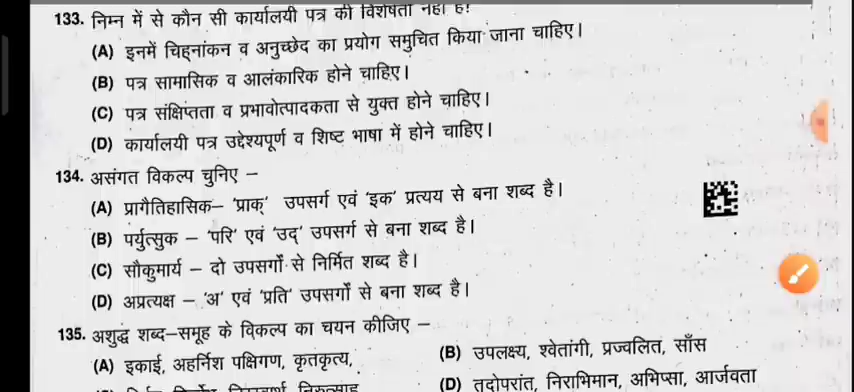 133. निम्न में से कौन सी कार्यालयी पत्र की विशेषता नहीं है!
(A) इनमें चिह्नांकन व अनुच्छेद का प्रयोग समुचित किया जाना चाहिए।
(B) पत्र सामासिक व आलंकारिक होने चाहिए।
(C) पत्र संक्षिप्तता व प्रभावोत्पादकता से युक्त होने चाहिए।
(D) कार्यालयी पत्र उद्देश्यपूर्ण व शिष्ट भाषा में होने चाहिए।
134. असंगत विकल्प चुनिए –
(A) प्रागैतिहासिक– 'प्राक्' उपसर्ग एवं 'इक' प्रत्यय से बना शब्द है।
(B) पर्युत्सुक – 'परि' एवं 'उद्' उपसर्ग से बना शब्द है।
(C) सौकुमार्य – दो उपसर्गों से निर्मित शब्द है।
(D) अप्रत्यक्ष – 'अ' एवं 'प्रति' उपसर्गों से बना शब्द है।
135. अशुद्ध शब्द–समूह के विकल्प का चयन कीजिए –
(A) इकाई, अहर्निश पक्षिगण, कृतकृत्य, (B) उपलक्ष्य, श्वेतांगी, प्रज्वलित, साँस
(D) तदोपरांत, निराभिमान, अभिप्सा, आर्जवता